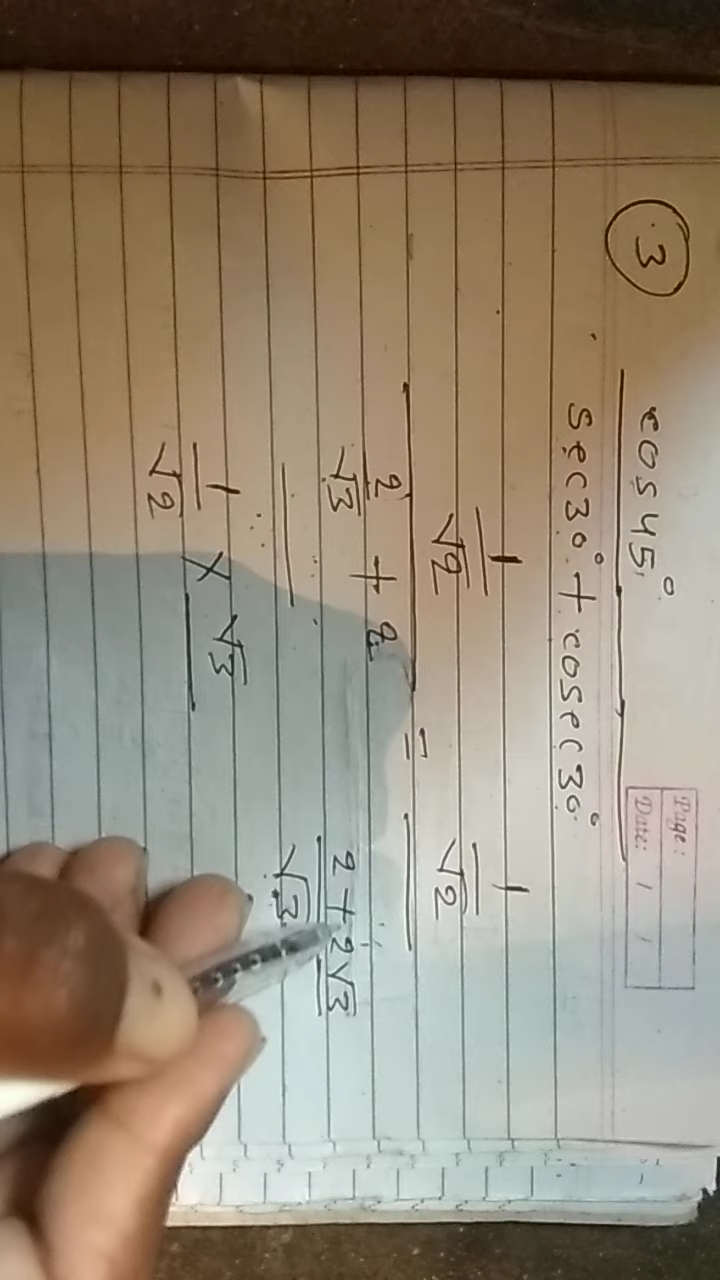 Page:
Date: / /
3
cos45°
sec30° + cosec30°
1 1
√2 = √2
2 + 2 2+2√3
√3 √3
1 × √3
√2